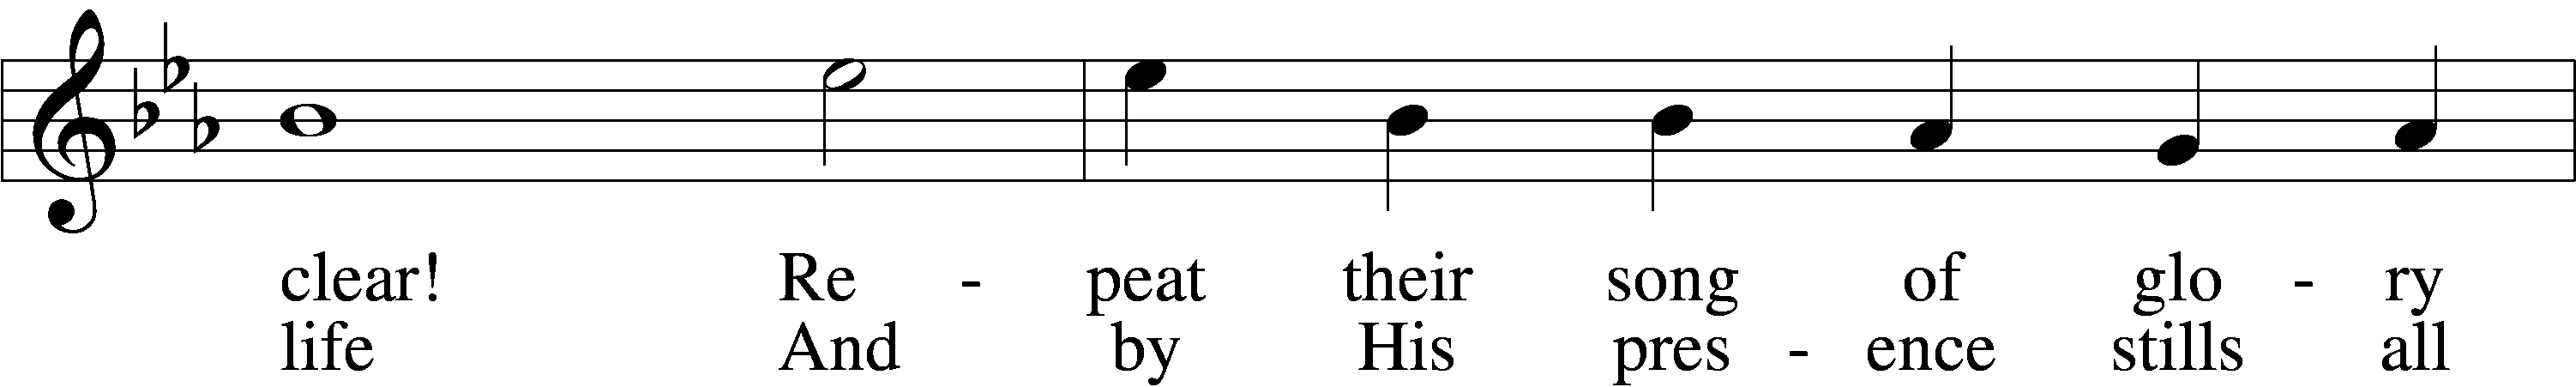 clear! Re - peat their song of glo - ry
life And by His pres - ence stills all